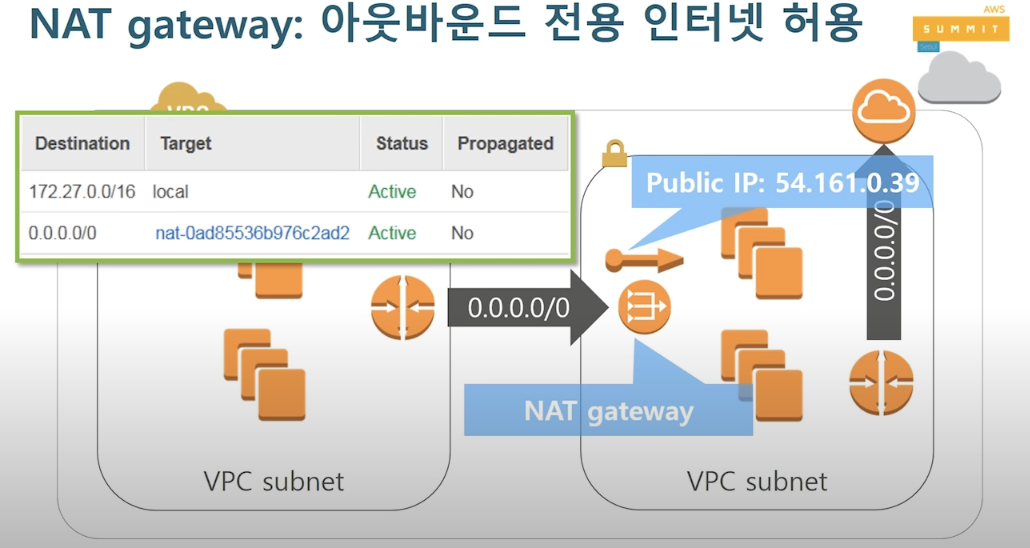 NAT gateway: 아웃바운드 전용 인터넷 허용
AWS
SUMMIT
VPC
Destination Target Status Propagated
172.27.0.0/16 local Active No
0.0.0.0/0 nat-0ad85536b976c2ad2 Active No
Public IP: 54.161.0.39
0.0.0.0/0
0.0.0.0/0
NAT gateway
VPC subnet
VPC subnet